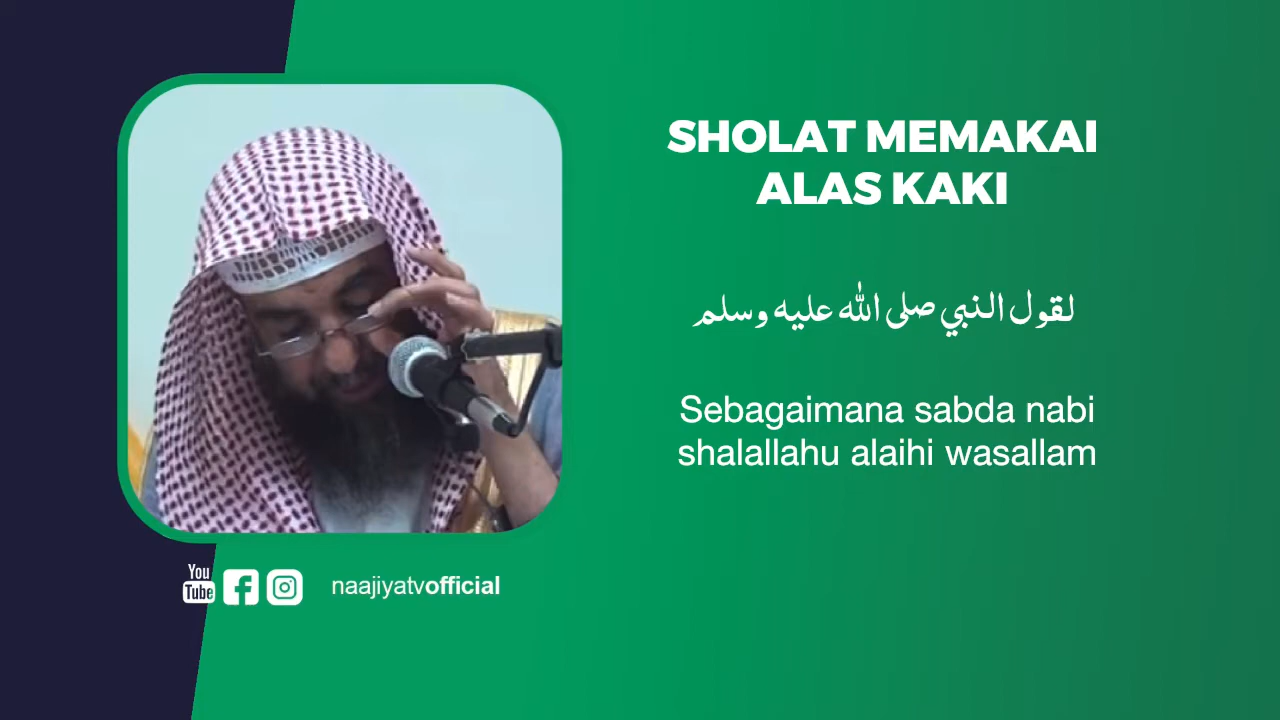 SHOLAT MEMAKAI
ALAS KAKI
لقول النبي صلى الله عليه وسلم
Sebagaimana sabda nabi
shalallahu alaihi wasallam
You
Tube
naajiyatvofficial